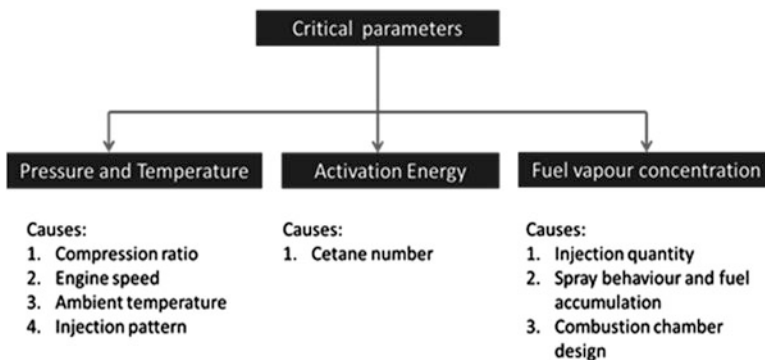 Critical parameters
Pressure and Temperature
Causes:
1. Compression ratio
2. Engine speed
3. Ambient temperature
4. Injection pattern
Activation Energy
Causes:
1. Cetane number
Fuel vapour concentration
Causes:
1. Injection quantity
2. Spray behaviour and fuel
accumulation
3. Combustion chamber
design